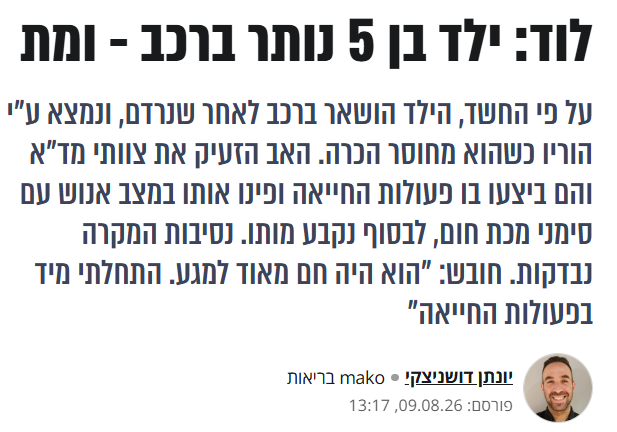 לוד: ילד בן 5 נותר ברכב - ומת
על פי החשד, הילד הושאר ברכב לאחר שנרדם, ונמצא ע"י
הוריו כשהוא מחוסר הכרה. האב הזעיק את צוותי מד"א
והם ביצעו בו פעולות החייאה ופינו אותו במצב אנוש עם
סימני מכת חום, לבסוף נקבע מותו. נסיבות המקרה
נבדקות. חובש: "הוא היה חם מאוד למגע. התחלתי מיד
בפעולות החייאה"
יונתן דושניצקי • mako בריאות
פורסם: 09.08.26, 13:17